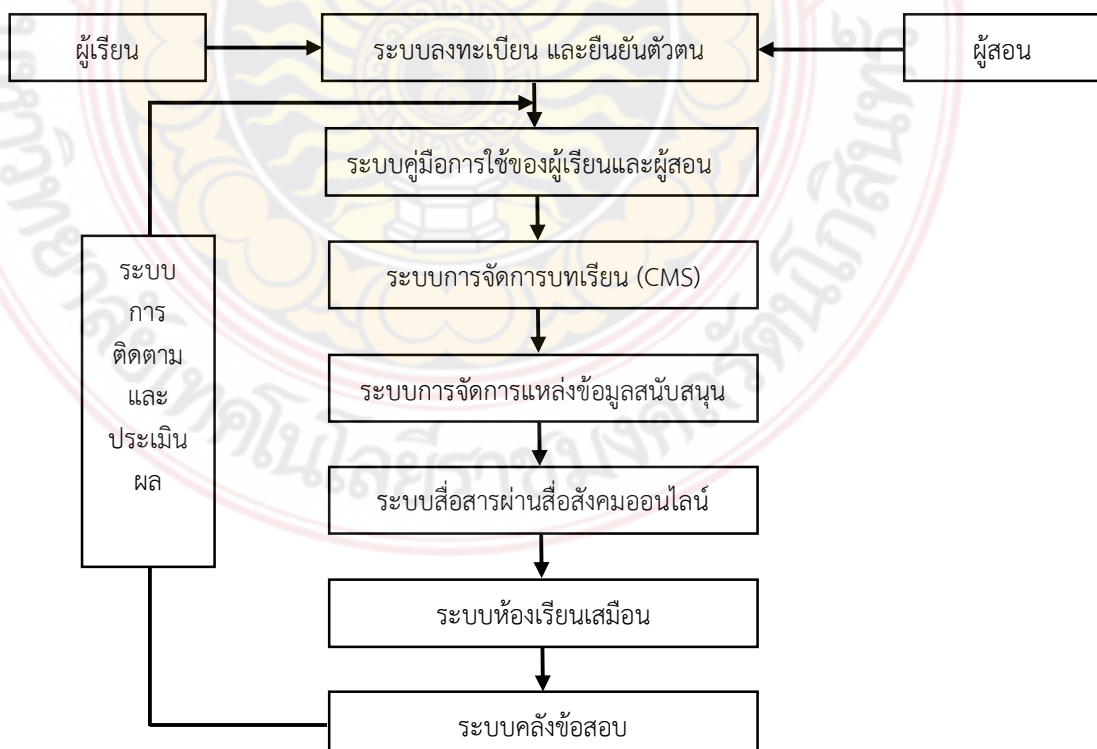 ผู้เรียน
ระบบลงทะเบียน และยืนยันตัวตน
ผู้สอน
ระบบคู่มือการใช้ของผู้เรียนและผู้สอน
ระบบการจัดการบทเรียน (CMS)
ระบบ
การ
ติดตาม
และ
ประเมิน
ผล
ระบบการจัดการแหล่งข้อมูลสนับสนุน
ระบบสื่อสารผ่านสื่อสังคมออนไลน์
ระบบห้องเรียนเสมือน
ระบบคลังข้อสอบ